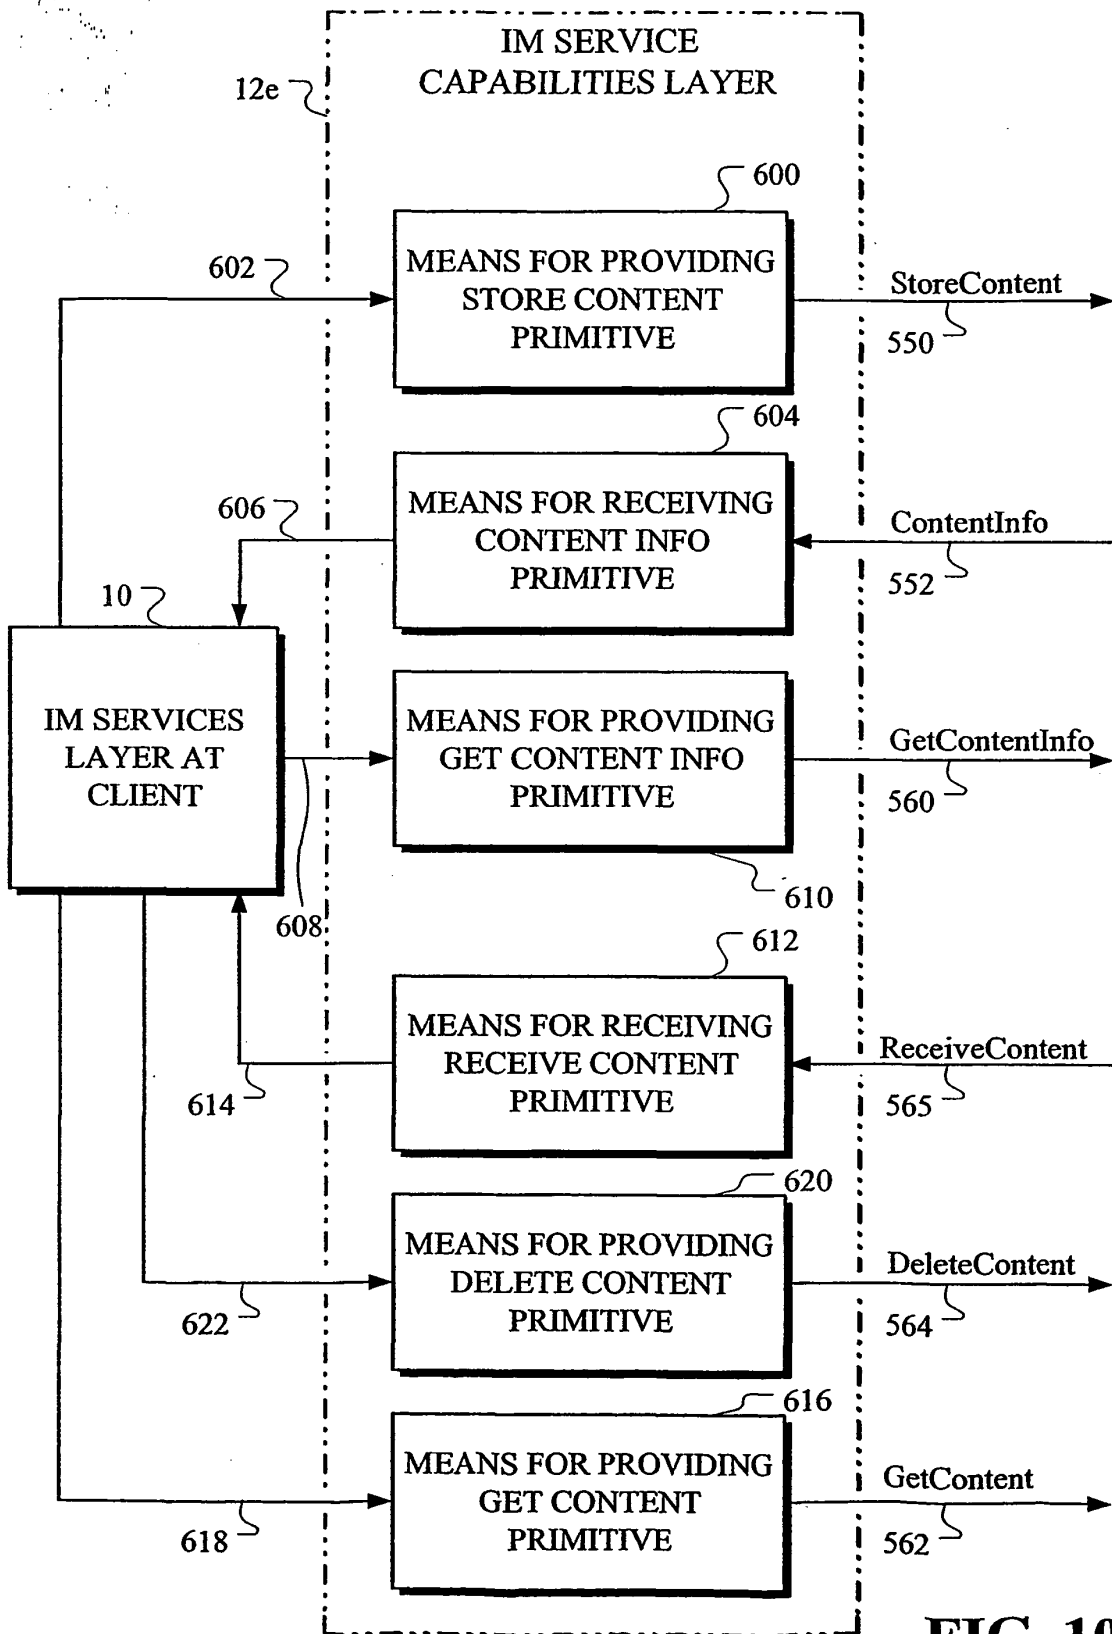 IM SERVICE
CAPABILITIES LAYER
12e
600
MEANS FOR PROVIDING
STORE CONTENT
PRIMITIVE
602
StoreContent
550
604
MEANS FOR RECEIVING
CONTENT INFO
PRIMITIVE
606
ContentInfo
552
10
IM SERVICES
LAYER AT
CLIENT
MEANS FOR PROVIDING
GET CONTENT INFO
PRIMITIVE
GetContentInfo
560
608
610
612
MEANS FOR RECEIVING
RECEIVE CONTENT
PRIMITIVE
614
ReceiveContent
565
620
MEANS FOR PROVIDING
DELETE CONTENT
PRIMITIVE
622
DeleteContent
564
616
MEANS FOR PROVIDING
GET CONTENT
PRIMITIVE
618
GetContent
562
FIG.